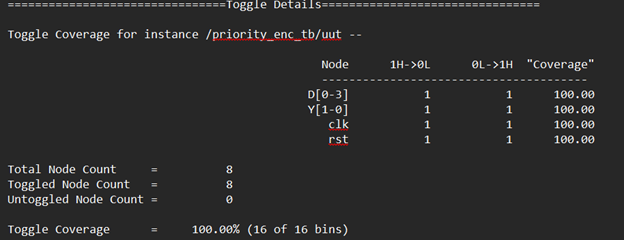 ================================Toggle Details================================
Toggle Coverage for instance /priority_enc_tb/uut --
Node 1H->0L 0L->1H "Coverage"
---------------------------------------
D[0-3] 1 1 100.00
Y[1-0] 1 1 100.00
clk 1 1 100.00
rst 1 1 100.00
Total Node Count = 8
Toggled Node Count = 8
Untoggled Node Count = 0
Toggle Coverage = 100.00% (16 of 16 bins)